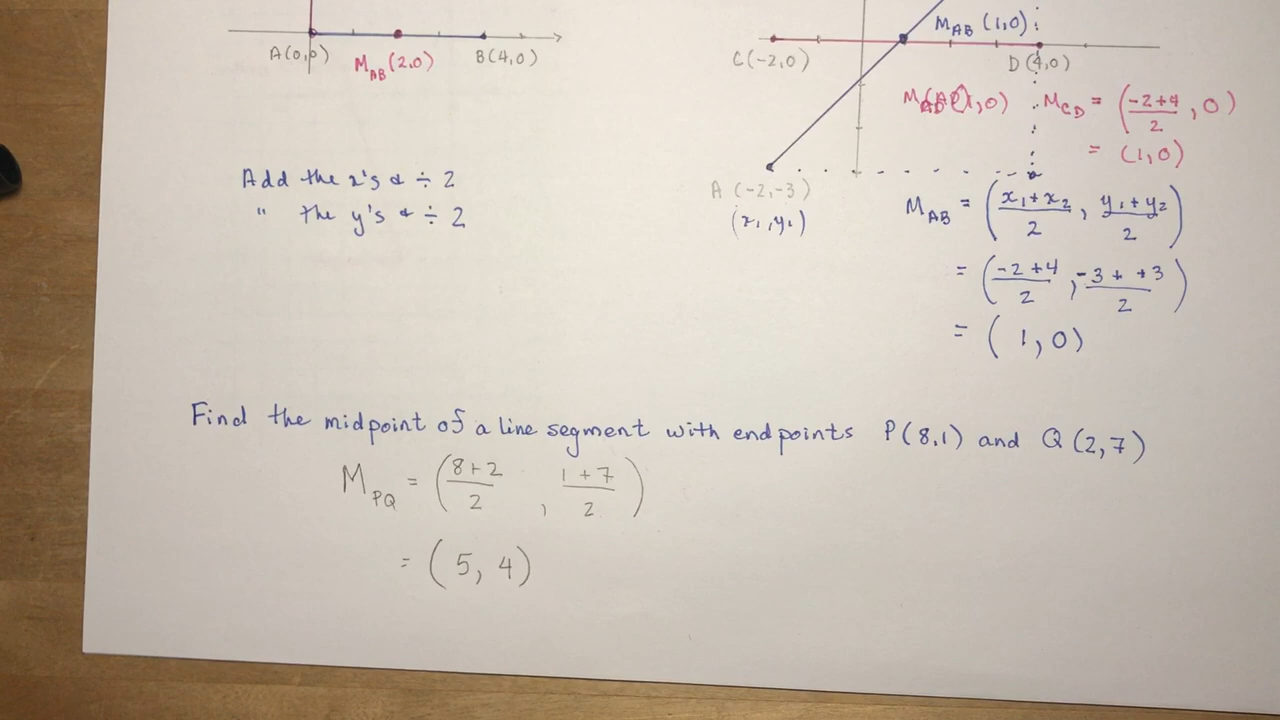 A(0,0)
M_AB (2,0)
B(4,0)
Add the x's & ÷ 2
" the y's & ÷ 2
M_AB (1,0)
C(-2,0)
D(4,0)
M_CD = (-2+4/2, 0)
= (1,0)
A (-2,-3)
(x₁,y₁)
M_AB = (x₁+x₂/2, y₁+y₂/2)
= (-2+4/2, -3 + +3/2)
= (1,0)
Find the midpoint of a line segment with endpoints P(8,1) and Q(2,7)
M_PQ = (8+2/2, 1+7/2)
= (5, 4)